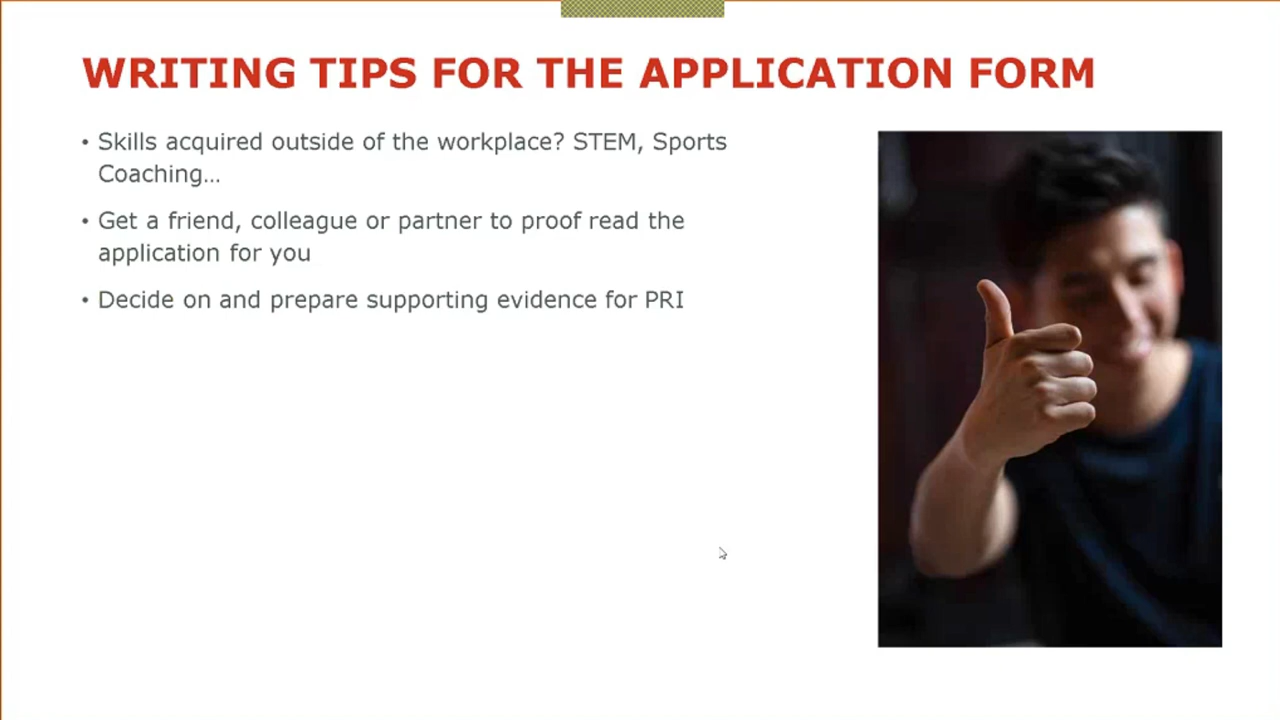 WRITING TIPS FOR THE APPLICATION FORM
• Skills acquired outside of the workplace? STEM, Sports
Coaching...
• Get a friend, colleague or partner to proof read the
application for you
• Decide on and prepare supporting evidence for PRI